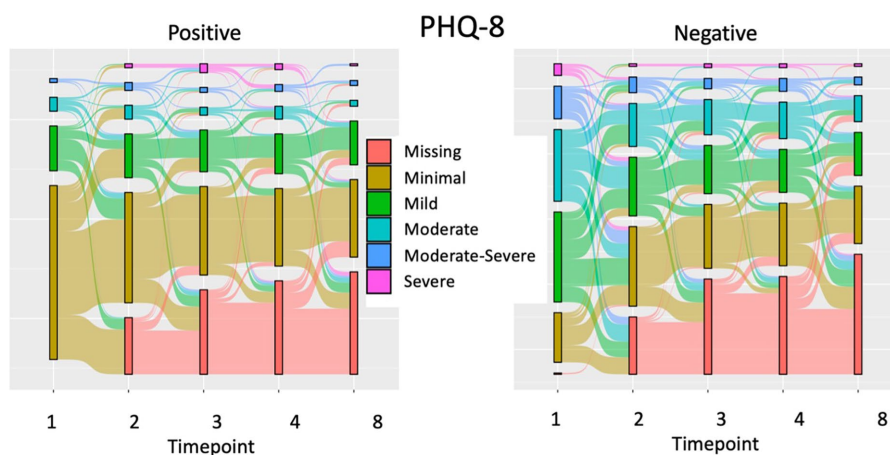 PHQ-8
Positive
Negative
Missing
Minimal
Mild
Moderate
Moderate-Severe
Severe
1 2 3 4 8
Timepoint
1 2 3 4 8
Timepoint